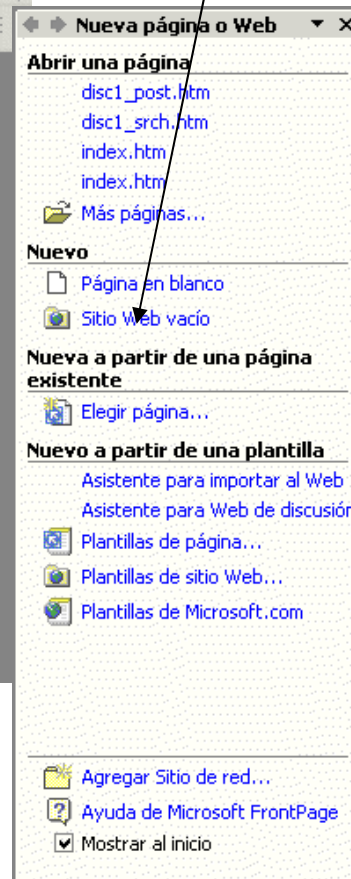 Nueva página o Web
Abrir una página
disc1_post.htm
disc1_srch.htm
index.htm
index.htm
Más páginas...
Nuevo
Página en blanco
Sitio Web vacío
Nueva a partir de una página
existente
Elegir página...
Nuevo a partir de una plantilla
Asistente para importar al Web
Asistente para Web de discusión
Plantillas de página...
Plantillas de sitio Web...
Plantillas de Microsoft.com
Agregar Sitio de red...
Ayuda de Microsoft FrontPage
Mostrar al inicio